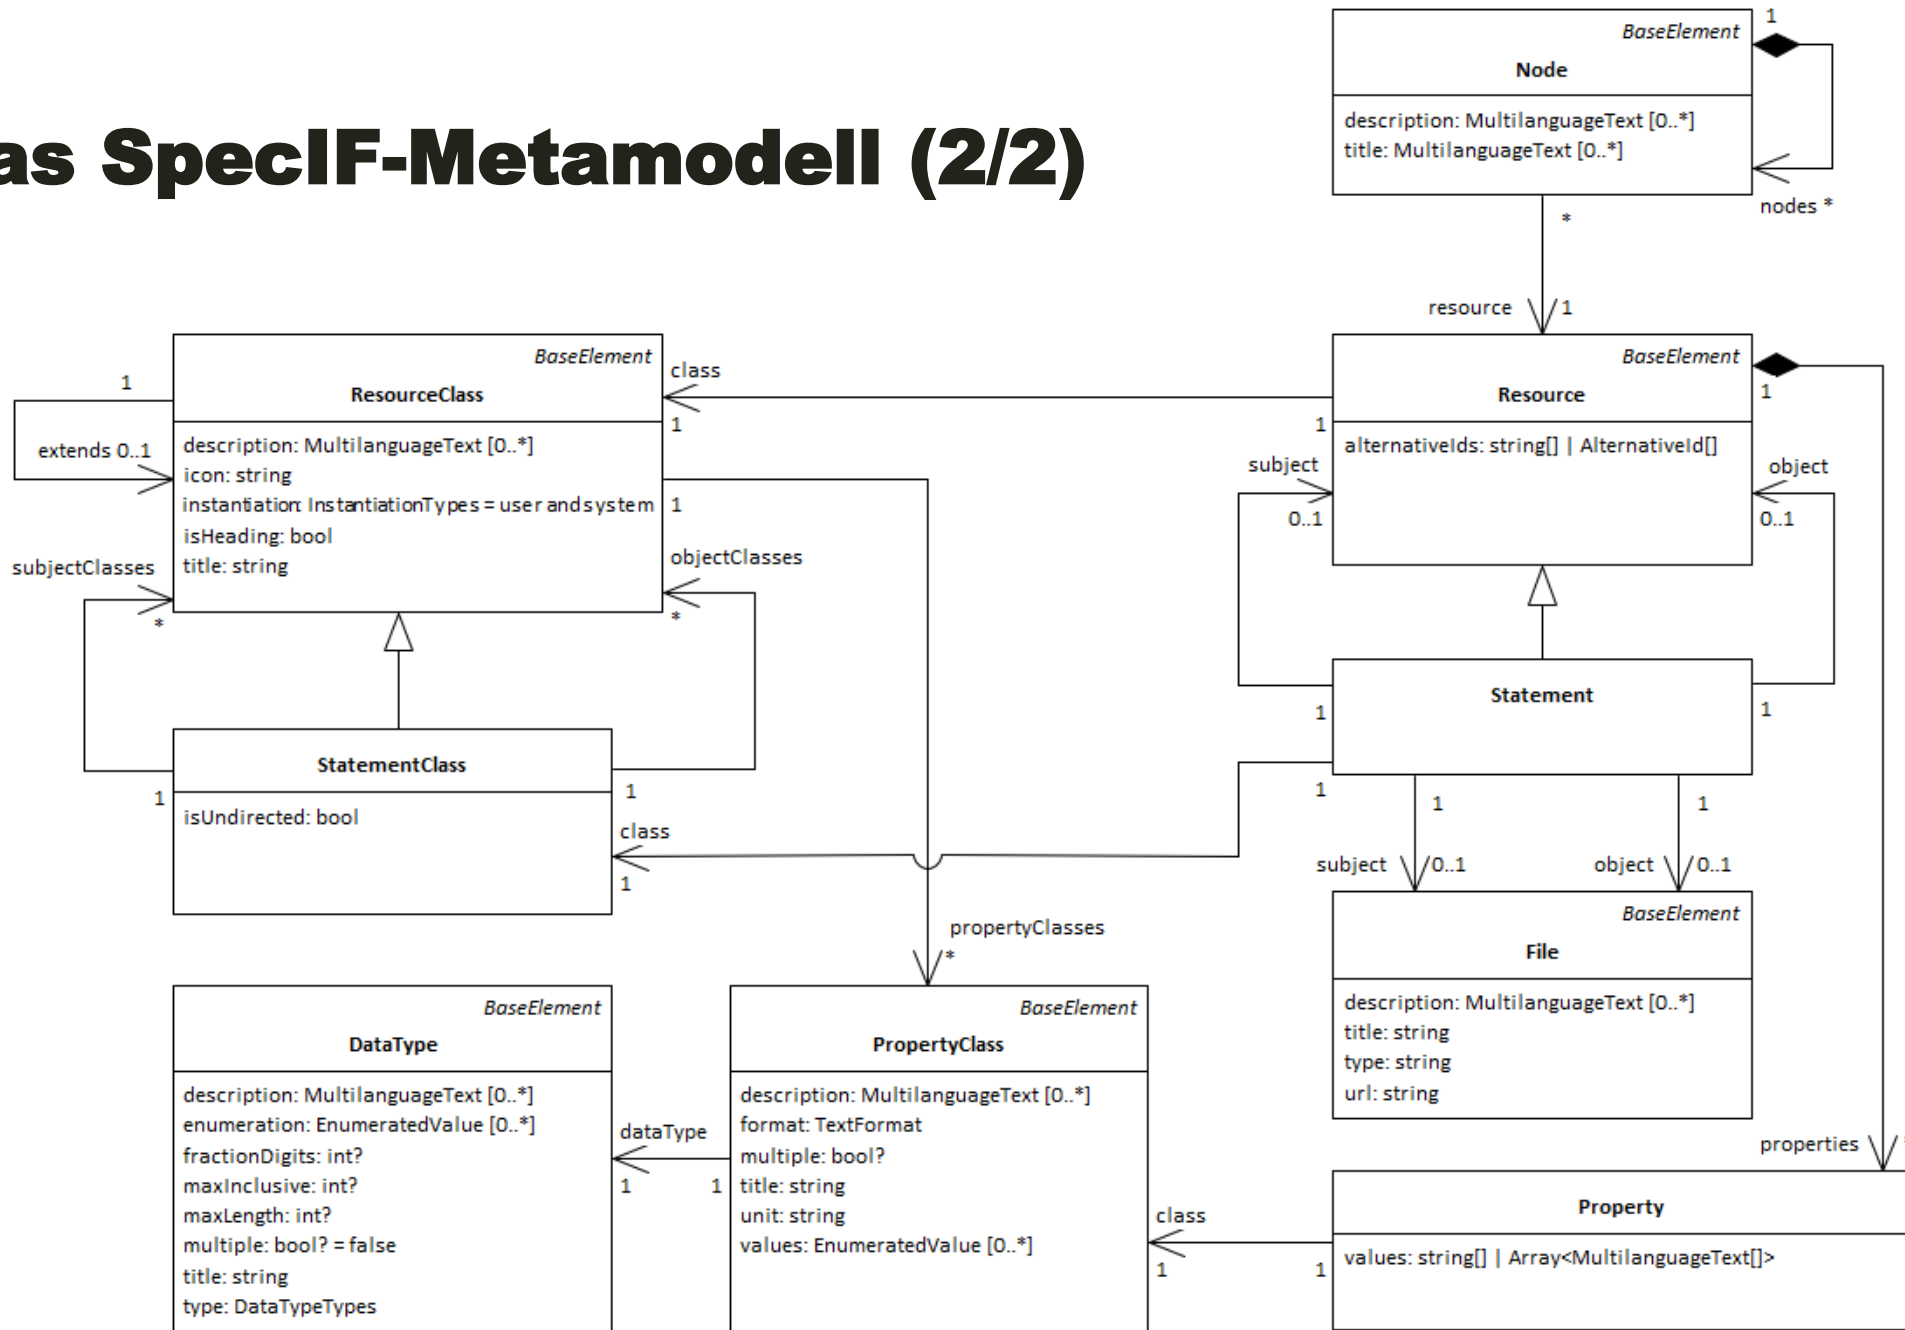 as SpecIF-Metamodell (2/2)
BaseElement
Node
description: MultilanguageText [0..*]
title: MultilanguageText [0..*]
1
nodes *
*
resource
1
BaseElement
ResourceClass
description: MultilanguageText [0..*]
icon: string
instantiation: InstantiationTypes = user and system
isHeading: bool
title: string
1
extends 0..1
class
1
1
BaseElement
Resource
alternativeIds: string[] | AlternativeId[]
1
1
subject
0..1
object
0..1
subjectClasses
*
objectClasses
*
StatementClass
isUndirected: bool
1
1
class
1
Statement
1
1
1
1
1
subject
0..1
object
0..1
BaseElement
File
description: MultilanguageText [0..*]
title: string
type: string
url: string
propertyClasses
*
BaseElement
DataType
description: MultilanguageText [0..*]
enumeration: EnumeratedValue [0..*]
fractionDigits: int?
maxInclusive: int?
maxLength: int?
multiple: bool? = false
title: string
type: DataTypeTypes
dataType
1
1
BaseElement
PropertyClass
description: MultilanguageText [0..*]
format: TextFormat
multiple: bool?
title: string
unit: string
values: EnumeratedValue [0..*]
class
1
1
properties
Property
values: string[] | Array<MultilanguageText[]>